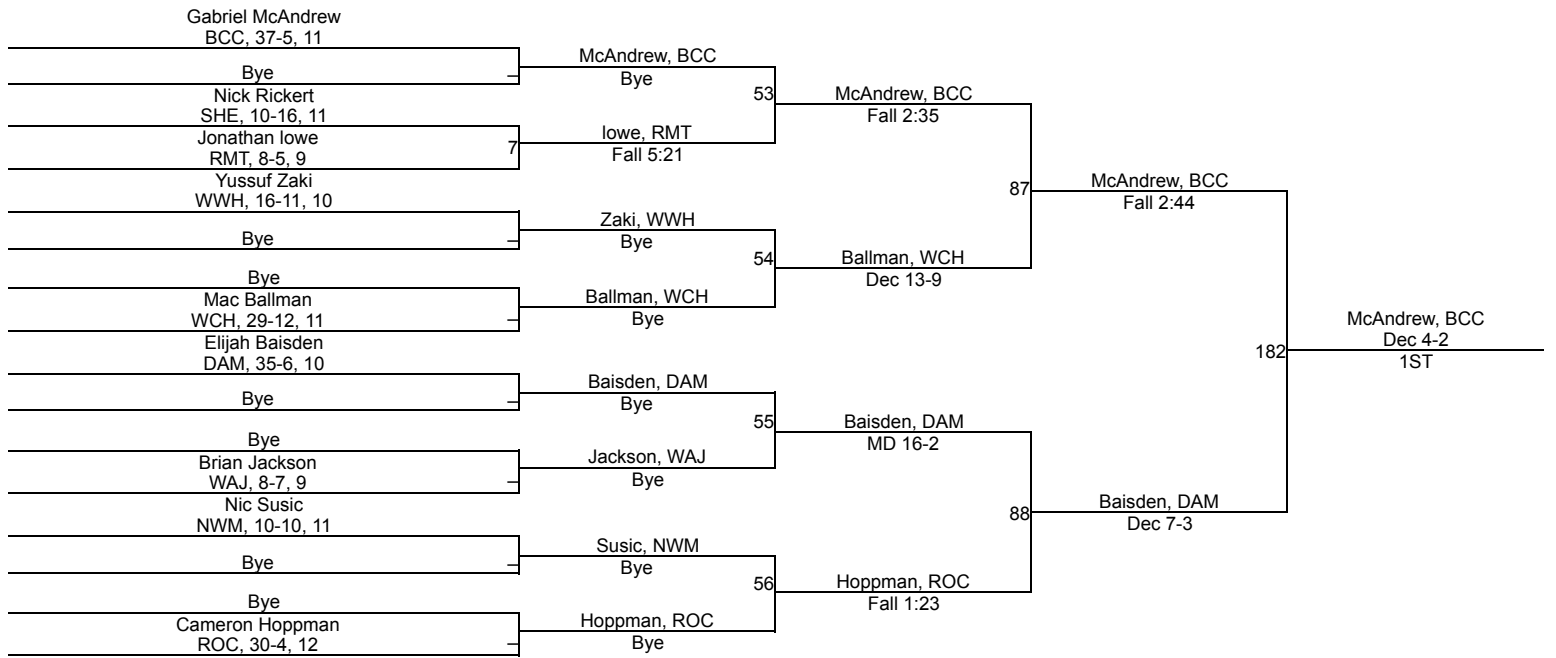 Gabriel McAndrew
BCC, 37-5, 11
Bye
–
Nick Rickert
SHE, 10-16, 11
Jonathan lowe
RMT, 8-5, 9
7
Yussuf Zaki
WWH, 16-11, 10
Bye
–
Bye
Mac Ballman
WCH, 29-12, 11
–
Elijah Baisden
DAM, 35-6, 10
Bye
–
Bye
Brian Jackson
WAJ, 8-7, 9
–
Nic Susic
NWM, 10-10, 11
Bye
–
Bye
Cameron Hoppman
ROC, 30-4, 12
–
McAndrew, BCC
Bye
53
lowe, RMT
Fall 5:21
Zaki, WWH
Bye
54
Ballman, WCH
Bye
Baisden, DAM
Bye
55
Jackson, WAJ
Bye
Susic, NWM
Bye
56
Hoppman, ROC
Bye
McAndrew, BCC
Fall 2:35
87
Ballman, WCH
Dec 13-9
Baisden, DAM
MD 16-2
88
Hoppman, ROC
Fall 1:23
McAndrew, BCC
Fall 2:44
182
Baisden, DAM
Dec 7-3
McAndrew, BCC
Dec 4-2
1ST